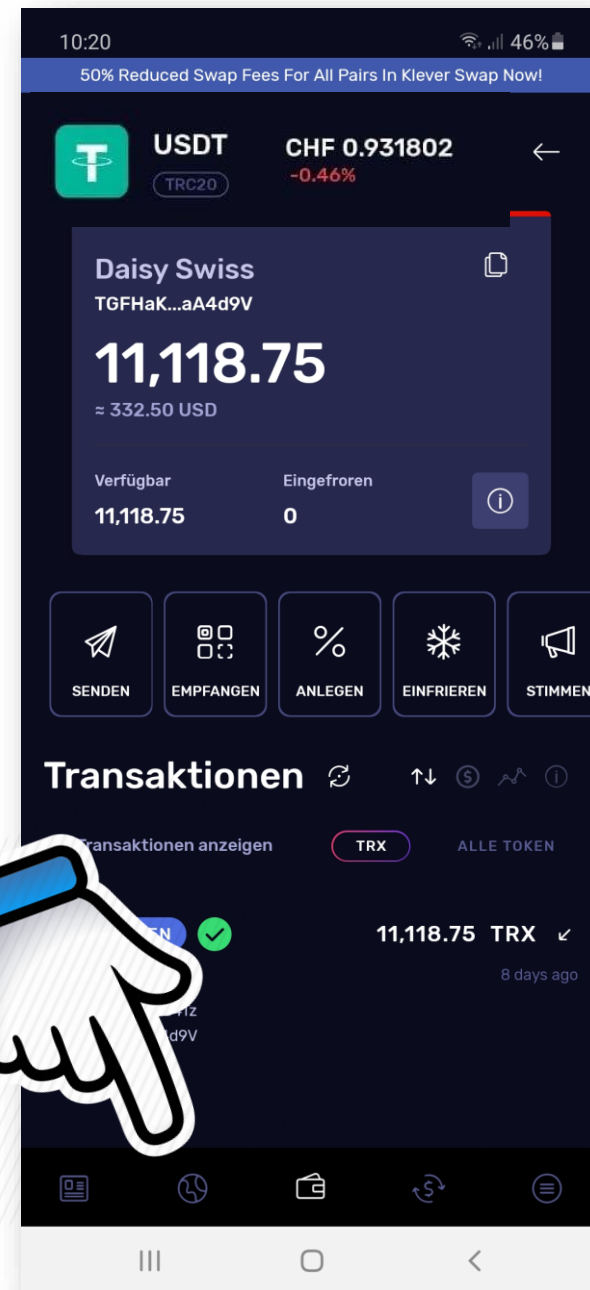 10:20 46%
50% Reduced Swap Fees For All Pairs In Klever Swap Now!
USDT CHF 0.931802
TRC20 -0.46%
Daisy Swiss
TGFHaK...aA4d9V
11,118.75
≈ 332.50 USD
Verfügbar Eingefroren
11,118.75 0
SENDEN EMPFANGEN ANLEGEN EINFRIEREN STIMMEN
Transaktionen
Transaktionen anzeigen TRX ALLE TOKEN
11,118.75 TRX
8 days ago
d9V